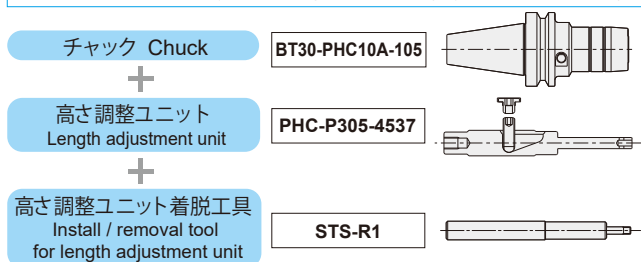 チャック Chuck
BT30-PHC10A-105
+
高さ調整ユニット
Length adjustment unit
PHC-P305-4537
+
高さ調整ユニット着脱工具
Install / removal tool
for length adjustment unit
STS-R1